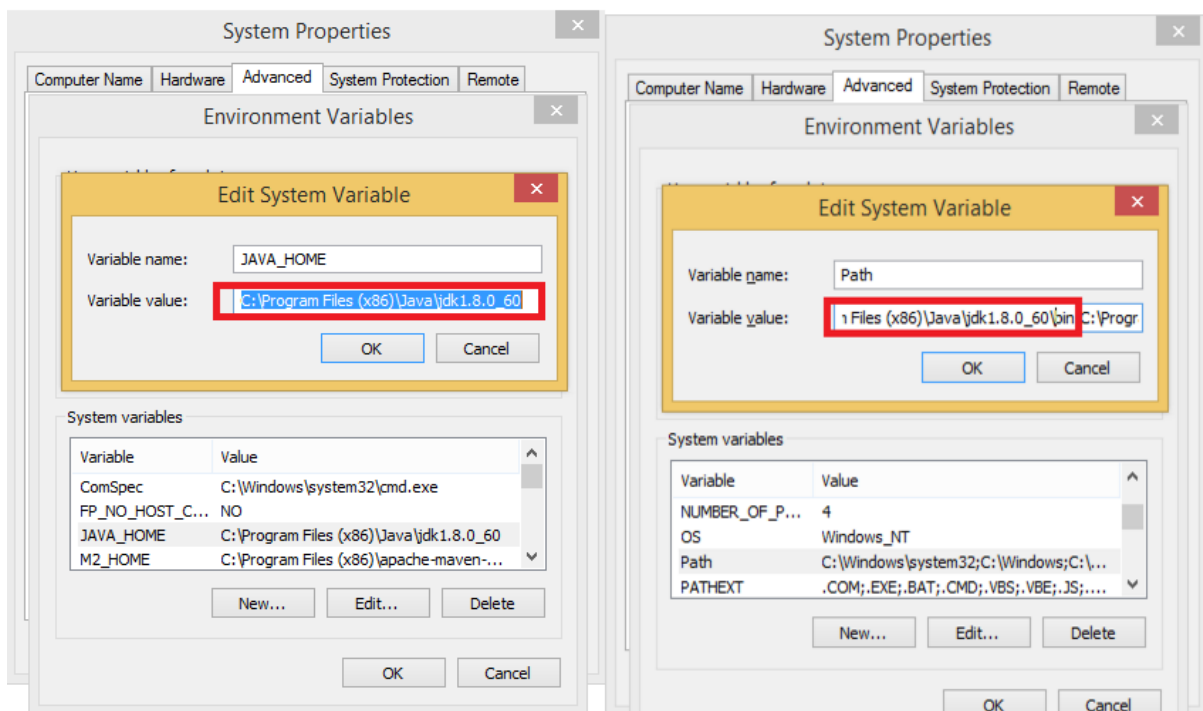 System Properties
Computer Name Hardware Advanced System Protection Remote
Environment Variables
Edit System Variable
Variable name: JAVA_HOME
Variable value: C:\Program Files (x86)\Java\jdk1.8.0_60
OK Cancel
System variables
Variable Value
ComSpec C:\Windows\system32\cmd.exe
FP_NO_HOST_C... NO
JAVA_HOME C:\Program Files (x86)\Java\jdk1.8.0_60
M2_HOME C:\Program Files (x86)\apache-maven-...
New... Edit... Delete
OK Cancel
System Properties
Computer Name Hardware Advanced System Protection Remote
Environment Variables
Edit System Variable
Variable name: Path
Variable value: Files (x86)\Java\jdk1.8.0_60\bin C:\Progr
OK Cancel
System variables
Variable Value
NUMBER_OF_P... 4
OS Windows_NT
Path C:\Windows\system32;C:\Windows;C:\...
PATHEXT .COM;.EXE;.BAT;.CMD;.VBS;.VBE;.JS;....
New... Edit... Delete
OK Cancel